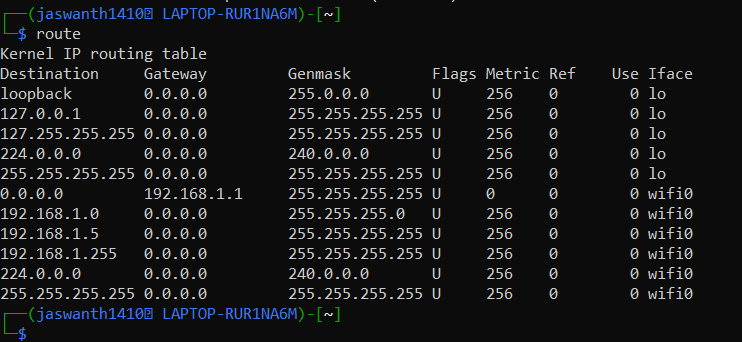 ┌──(jaswanth1410㉿ LAPTOP-RUR1NA6M)-[~]
└─$ route
Kernel IP routing table
Destination     Gateway         Genmask         Flags Metric Ref    Use Iface
loopback        0.0.0.0         255.0.0.0       U     256    0        0 lo
127.0.0.1       0.0.0.0         255.255.255.255 U     256    0        0 lo
127.255.255.255 0.0.0.0         255.255.255.255 U     256    0        0 lo
224.0.0.0       0.0.0.0         240.0.0.0       U     256    0        0 lo
255.255.255.255 0.0.0.0         255.255.255.255 U     256    0        0 lo
0.0.0.0         192.168.1.1     255.255.255.255 U     0      0        0 wifi0
192.168.1.0     0.0.0.0         255.255.255.0   U     256    0        0 wifi0
192.168.1.5     0.0.0.0         255.255.255.255 U     256    0        0 wifi0
192.168.1.255   0.0.0.0         255.255.255.255 U     256    0        0 wifi0
224.0.0.0       0.0.0.0         240.0.0.0       U     256    0        0 wifi0
255.255.255.255 0.0.0.0         255.255.255.255 U     256    0        0 wifi0
┌──(jaswanth1410㉿ LAPTOP-RUR1NA6M)-[~]
└─$